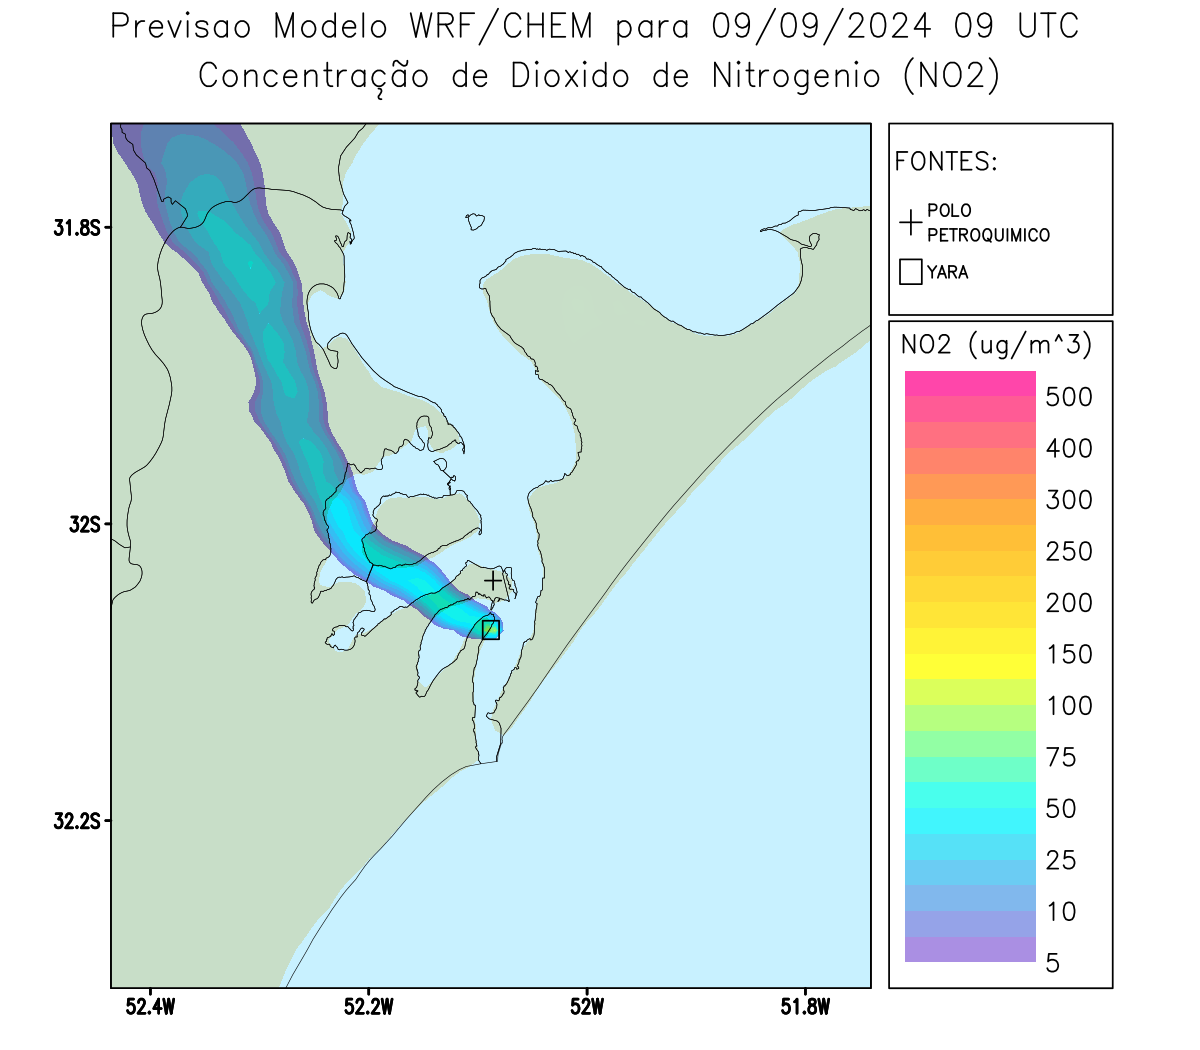 Previsao Modelo WRF/CHEM para 09/09/2024 09 UTC
Concentração de Dioxido de Nitrogenio (NO2)
FONTES:
POLO
PETROQUIMICO
YARA
NO2 (ug/m^3)
500
400
300
250
200
150
100
75
50
25
10
5
31.8S
32S
32.2S
52.4W
52.2W
52W
51.8W